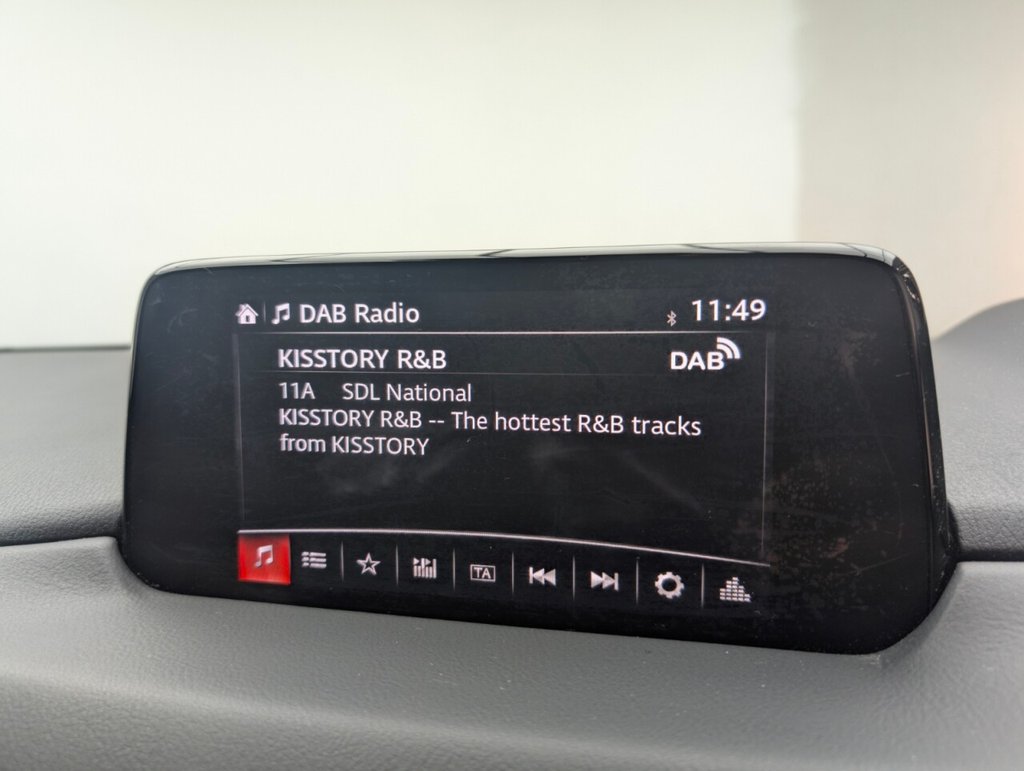 DAB Radio 11:49
KISSTORY R&B DAB
11A SDL National
KISSTORY R&B -- The hottest R&B tracks
from KISSTORY
TA